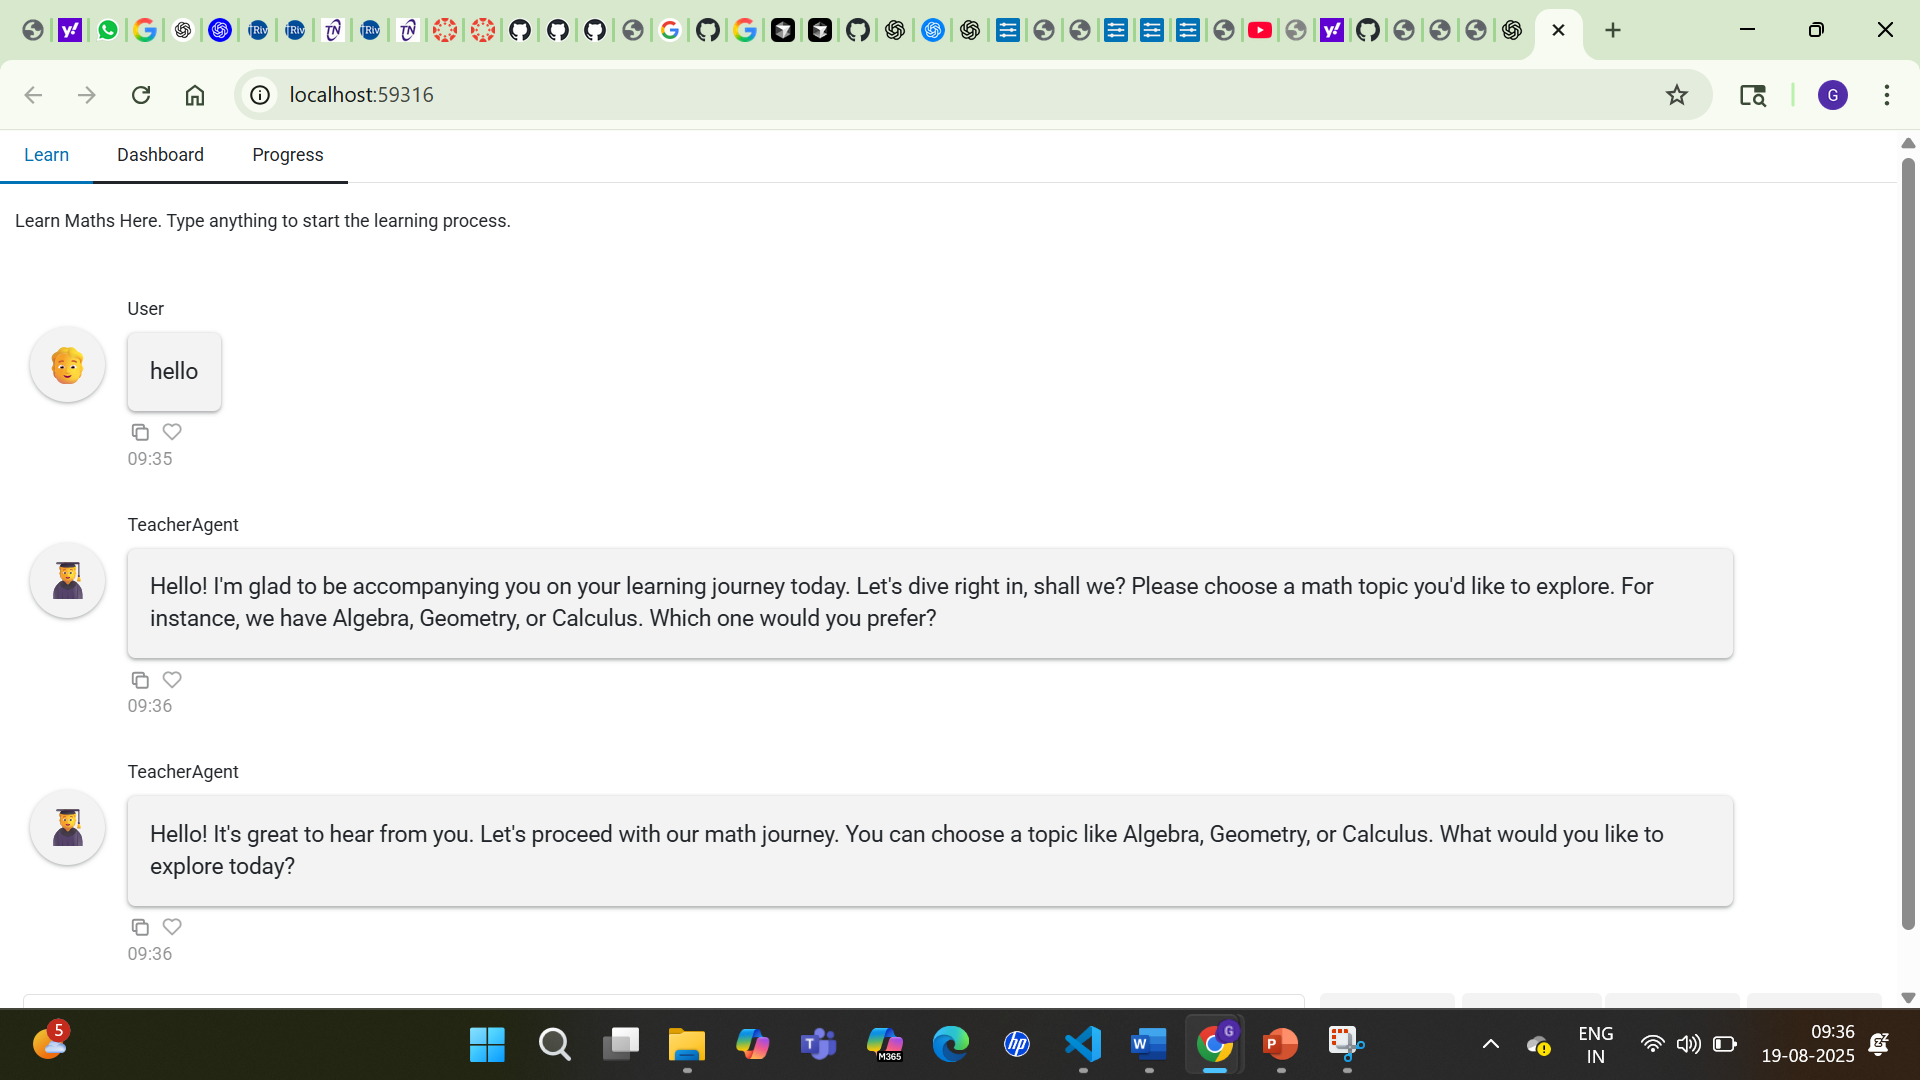 localhost:59316
G
Learn Dashboard Progress
Learn Maths Here. Type anything to start the learning process.
User
hello
09:35
TeacherAgent
Hello! I'm glad to be accompanying you on your learning journey today. Let's dive right in, shall we? Please choose a math topic you'd like to explore. For
instance, we have Algebra, Geometry, or Calculus. Which one would you prefer?
09:36
TeacherAgent
Hello! It's great to hear from you. Let's proceed with our math journey. You can choose a topic like Algebra, Geometry, or Calculus. What would you like to
explore today?
09:36
5
M365
hp
W
G
P
ENG
IN
09:36
19-08-2025